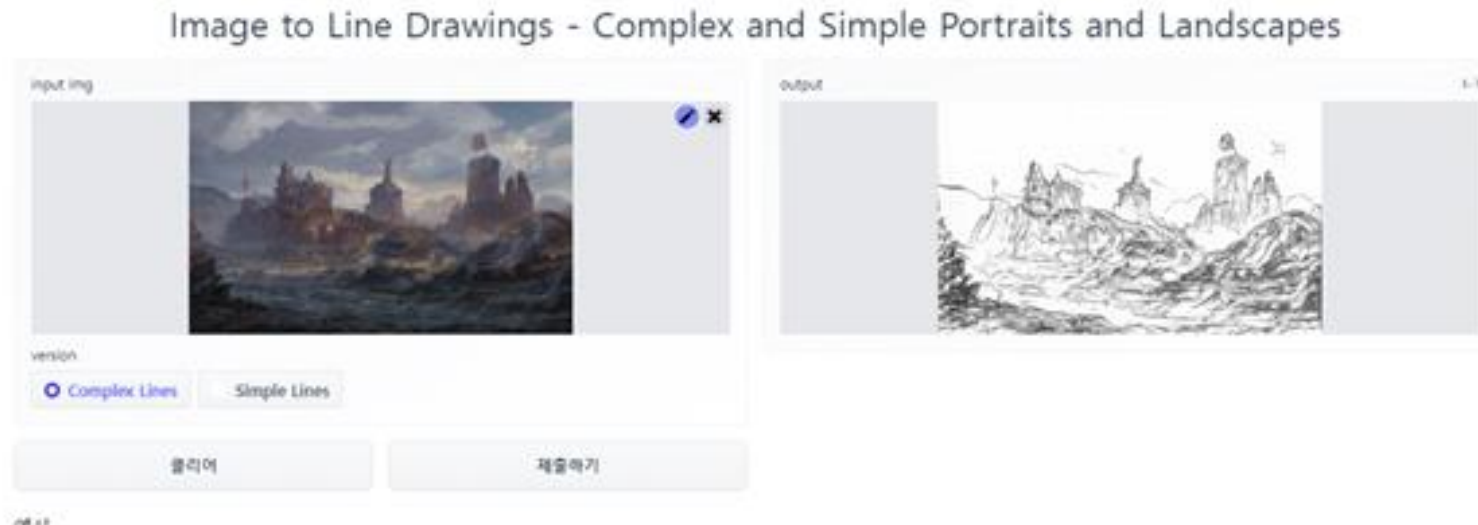 Image to Line Drawings - Complex and Simple Portraits and Landscapes
input img
output
version
Complex Lines
Simple Lines
클리어
제출하기